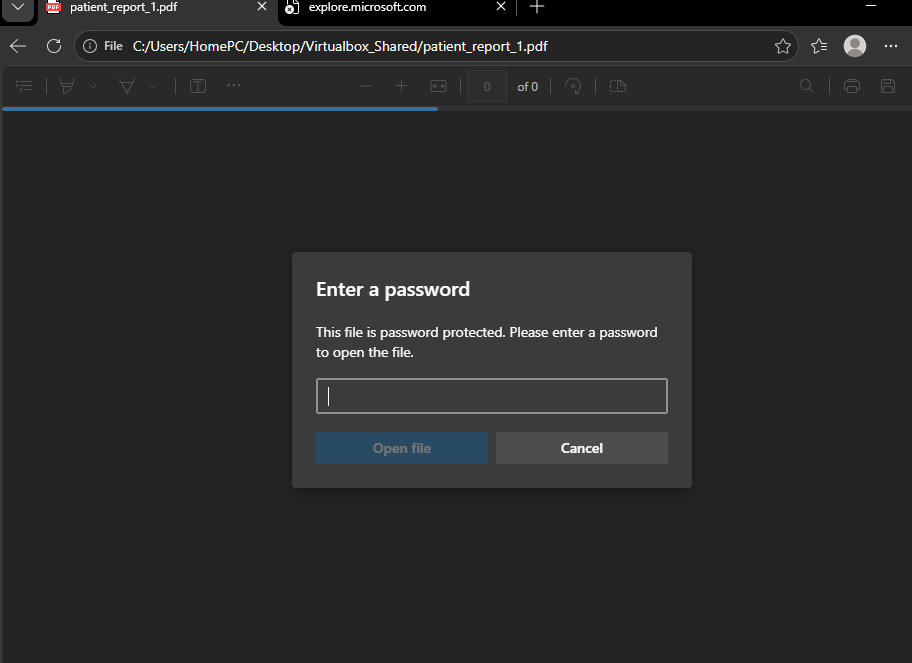 patient_report_1.pdf
explore.microsoft.com
File C:/Users/HomePC/Desktop/Virtualbox_Shared/patient_report_1.pdf
0 of 0
Enter a password
This file is password protected. Please enter a password
to open the file.
Open file Cancel